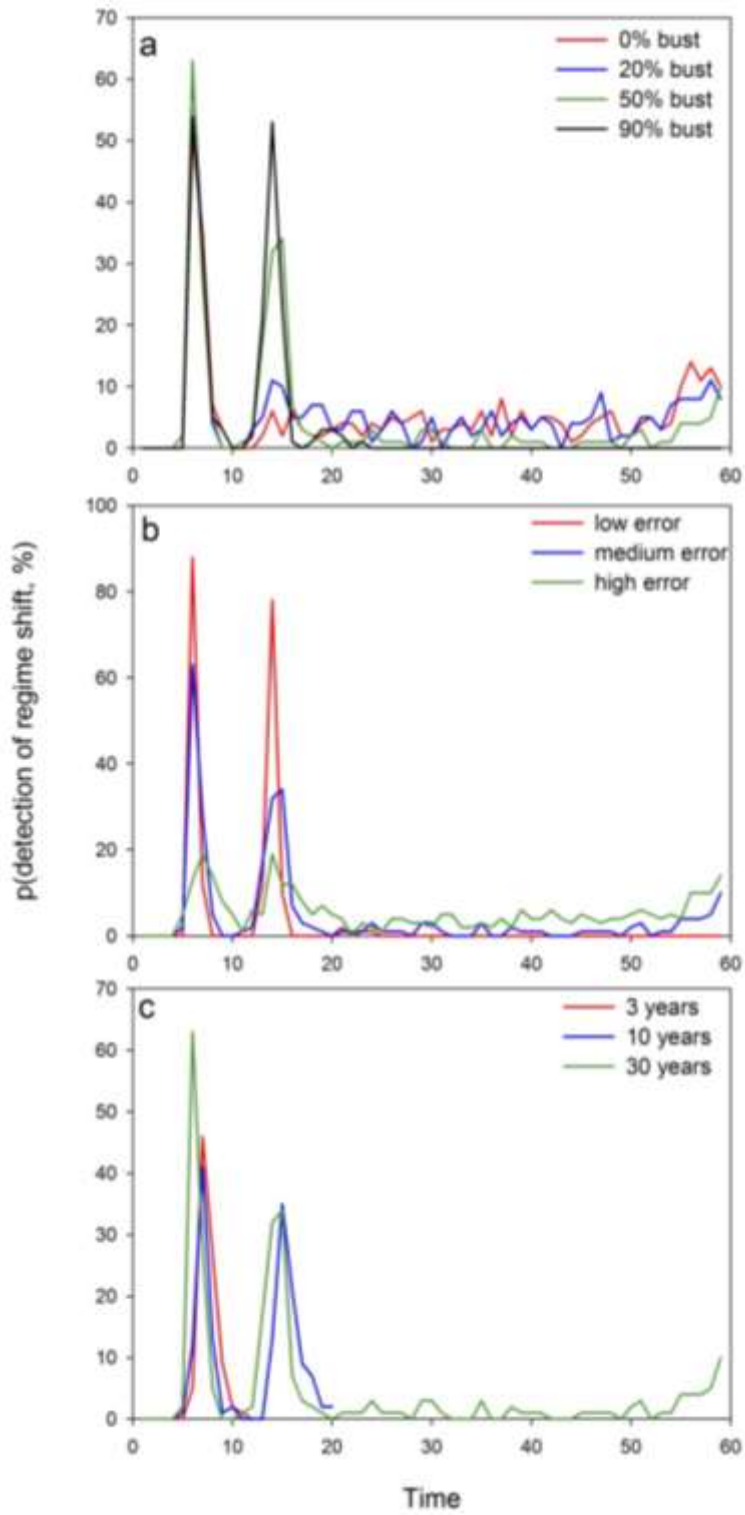 p(detection of regime shift, %)
a
0% bust
20% bust
50% bust
90% bust
70
60
50
40
30
20
10
0
0 10 20 30 40 50 60
b
low error
medium error
high error
100
80
60
40
20
0
0 10 20 30 40 50 60
c
3 years
10 years
30 years
70
60
50
40
30
20
10
0
0 10 20 30 40 50 60
Time